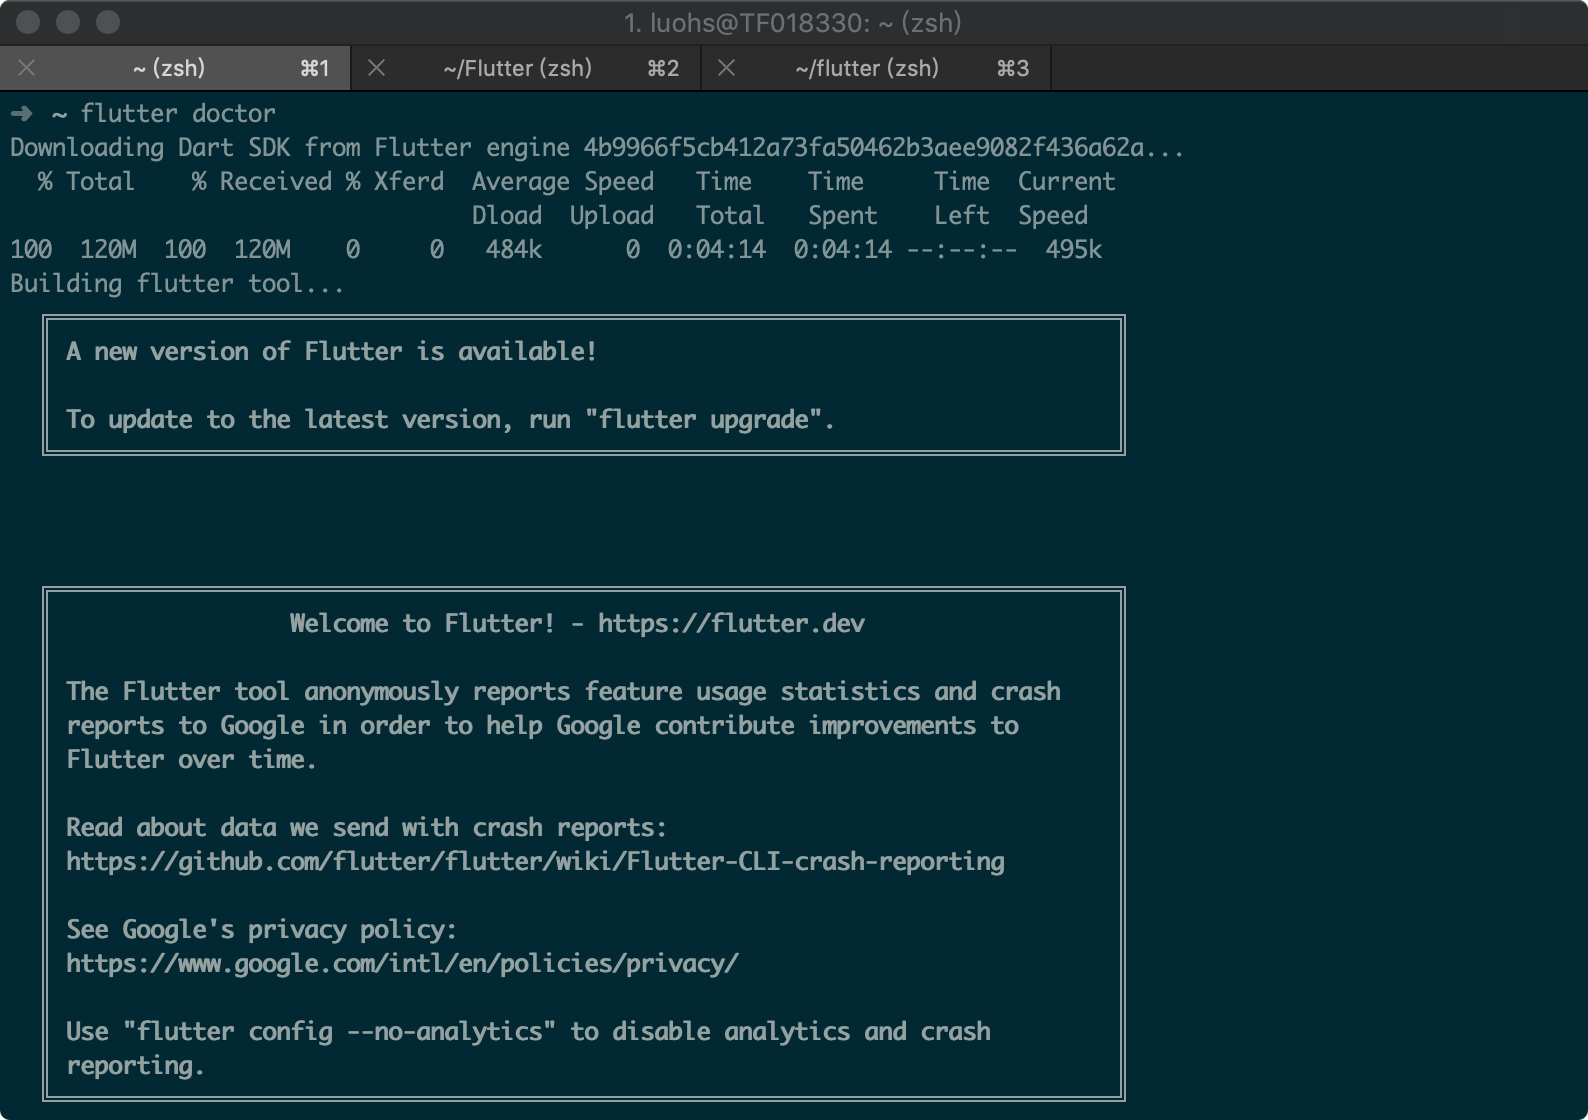 1. luohs@TF018330: ~ (zsh)
~ (zsh) ⌘1 ~/Flutter (zsh) ⌘2 ~/flutter (zsh) ⌘3
➜ ~ flutter doctor
Downloading Dart SDK from Flutter engine 4b9966f5cb412a73fa50462b3aee9082f436a62a...
% Total % Received % Xferd Average Speed Time Time Time Current
Dload Upload Total Spent Left Speed
100 120M 100 120M 0 0 484k 0 0:04:14 0:04:14 --:--:-- 495k
Building flutter tool...
A new version of Flutter is available!
To update to the latest version, run "flutter upgrade".
Welcome to Flutter! - https://flutter.dev
The Flutter tool anonymously reports feature usage statistics and crash
reports to Google in order to help Google contribute improvements to
Flutter over time.
Read about data we send with crash reports:
https://github.com/flutter/flutter/wiki/Flutter-CLI-crash-reporting
See Google's privacy policy:
https://www.google.com/intl/en/policies/privacy/
Use "flutter config --no-analytics" to disable analytics and crash
reporting.